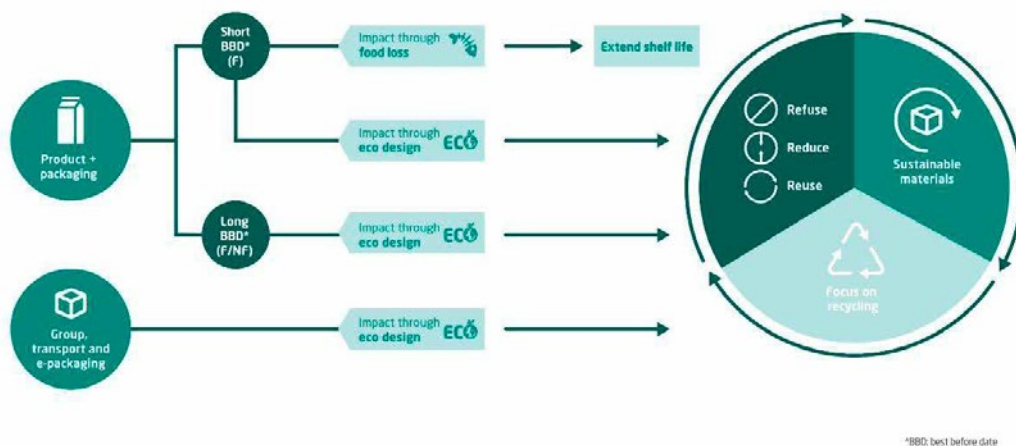 Short
BBD*
(F)
Impact through
food loss
Extend shelf life
Product +
packaging
Impact through
eco design
ECO
Long
BBD*
(F/NF)
Impact through
eco design
ECO
Group,
transport and
e-packaging
Impact through
eco design
ECO
Refuse
Reduce
Reuse
Sustainable
materials
Focus on
recycling
*BBD: best before date